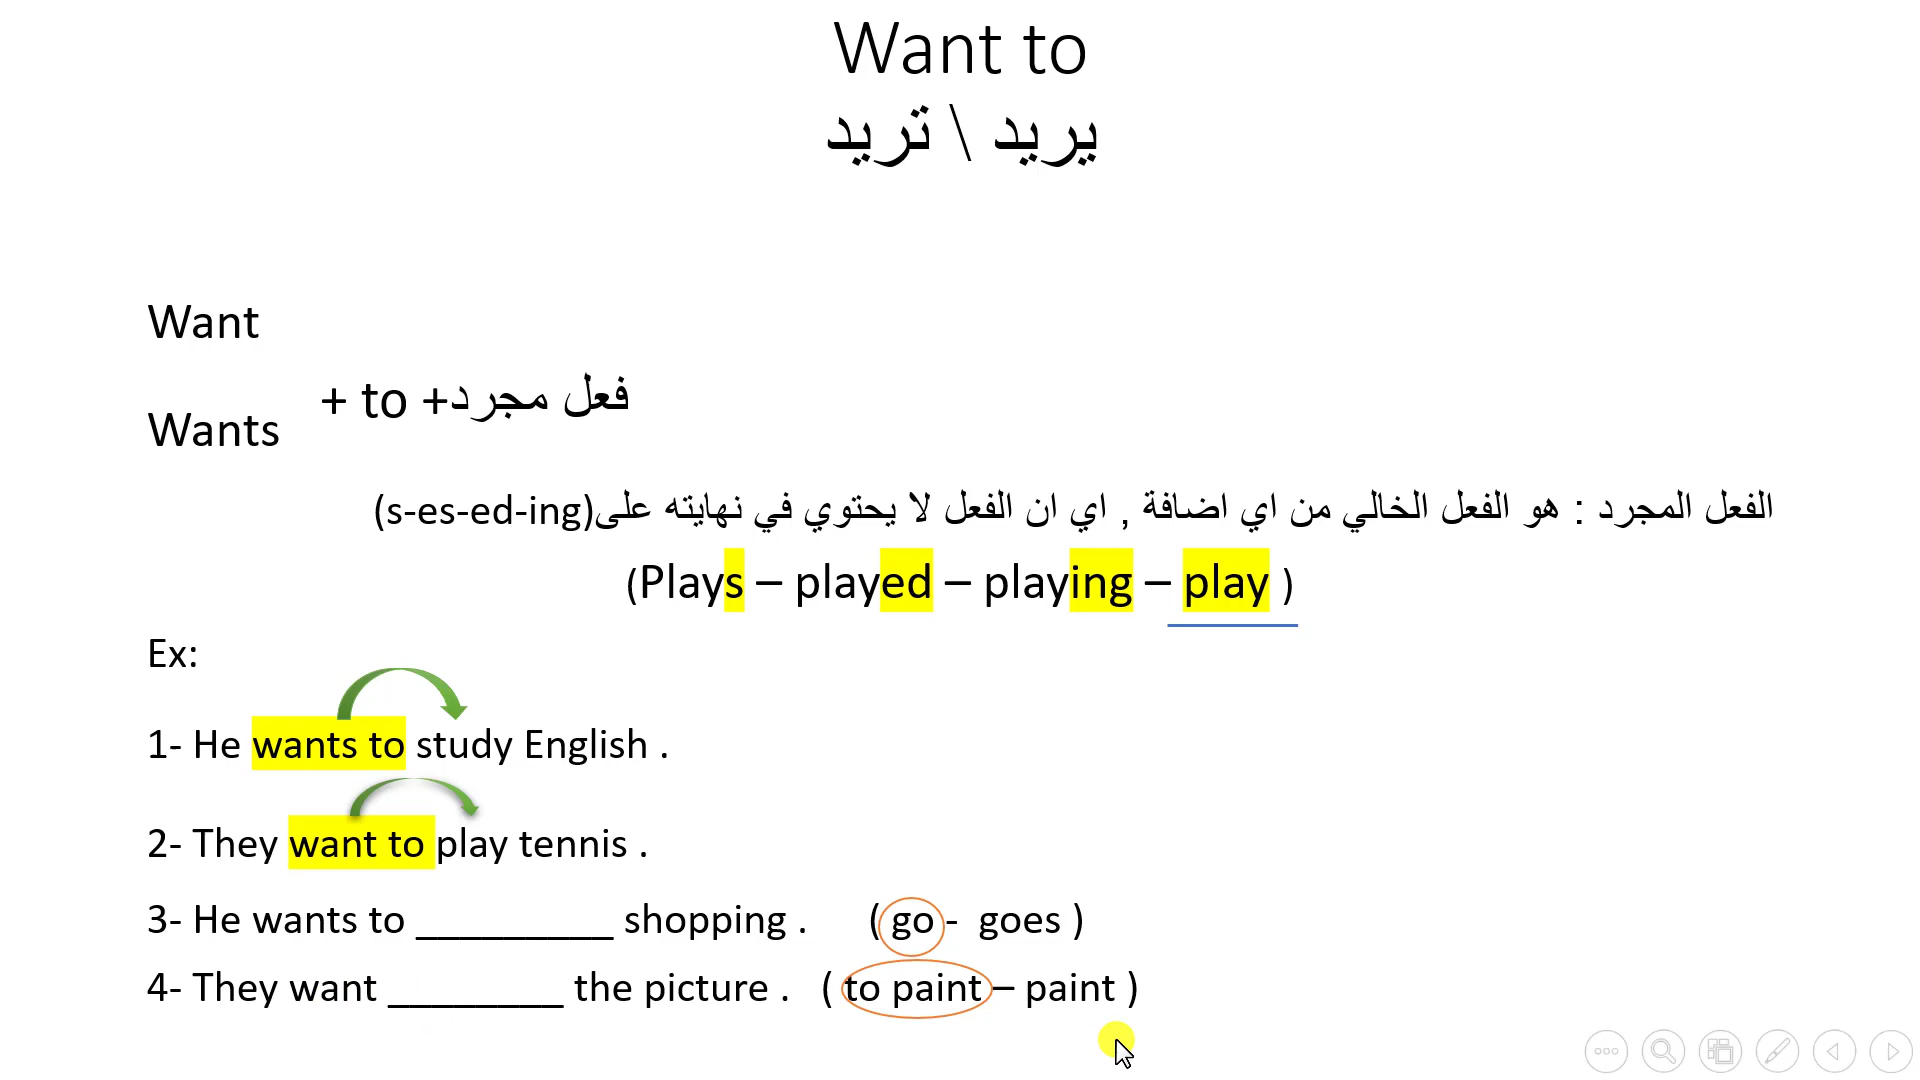 Want to
يريد \ تريد
Want
+ to +فعل مجرد
Wants
الفعل المجرد : هو الفعل الخالي من اي اضافة , اي ان الفعل لا يحتوي في نهايته على(s-es-ed-ing)
(Plays – played – playing – play )
Ex:
1- He wants to study English .
2- They want to play tennis .
3- He wants to _________ shopping . ( go - goes )
4- They want ________ the picture . ( to paint – paint )